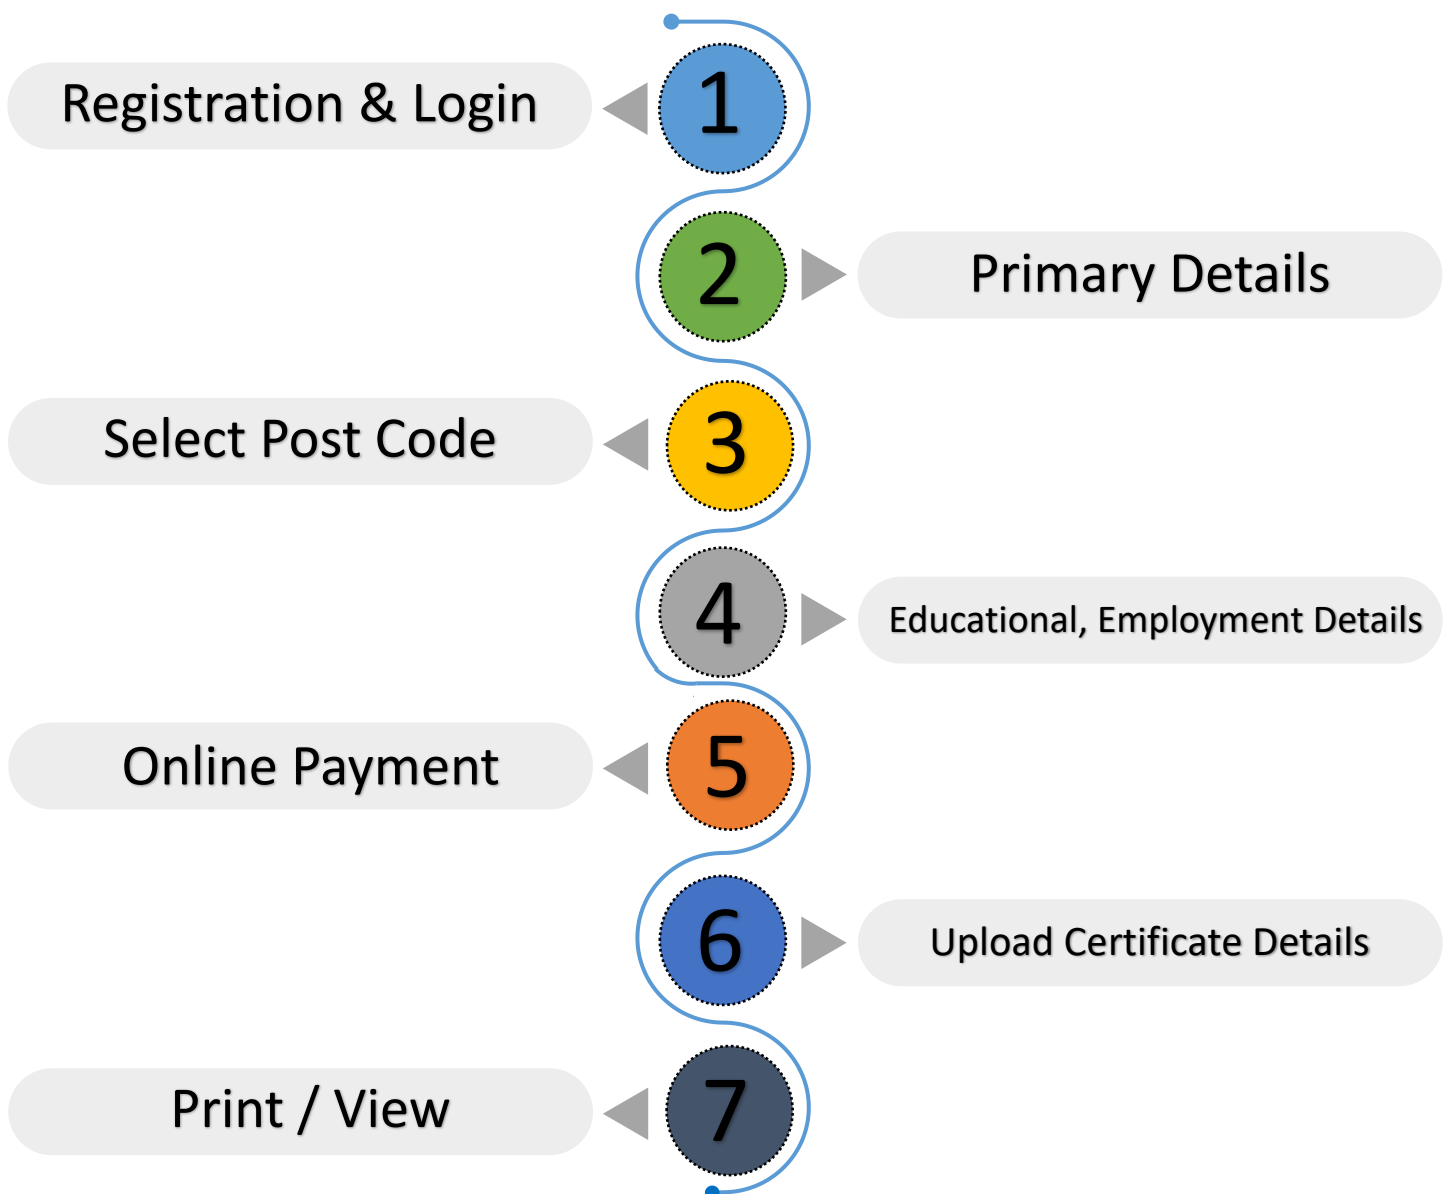 1
Registration & Login
2
Primary Details
3
Select Post Code
4
Educational, Employment Details
5
Online Payment
6
Upload Certificate Details
7
Print / View